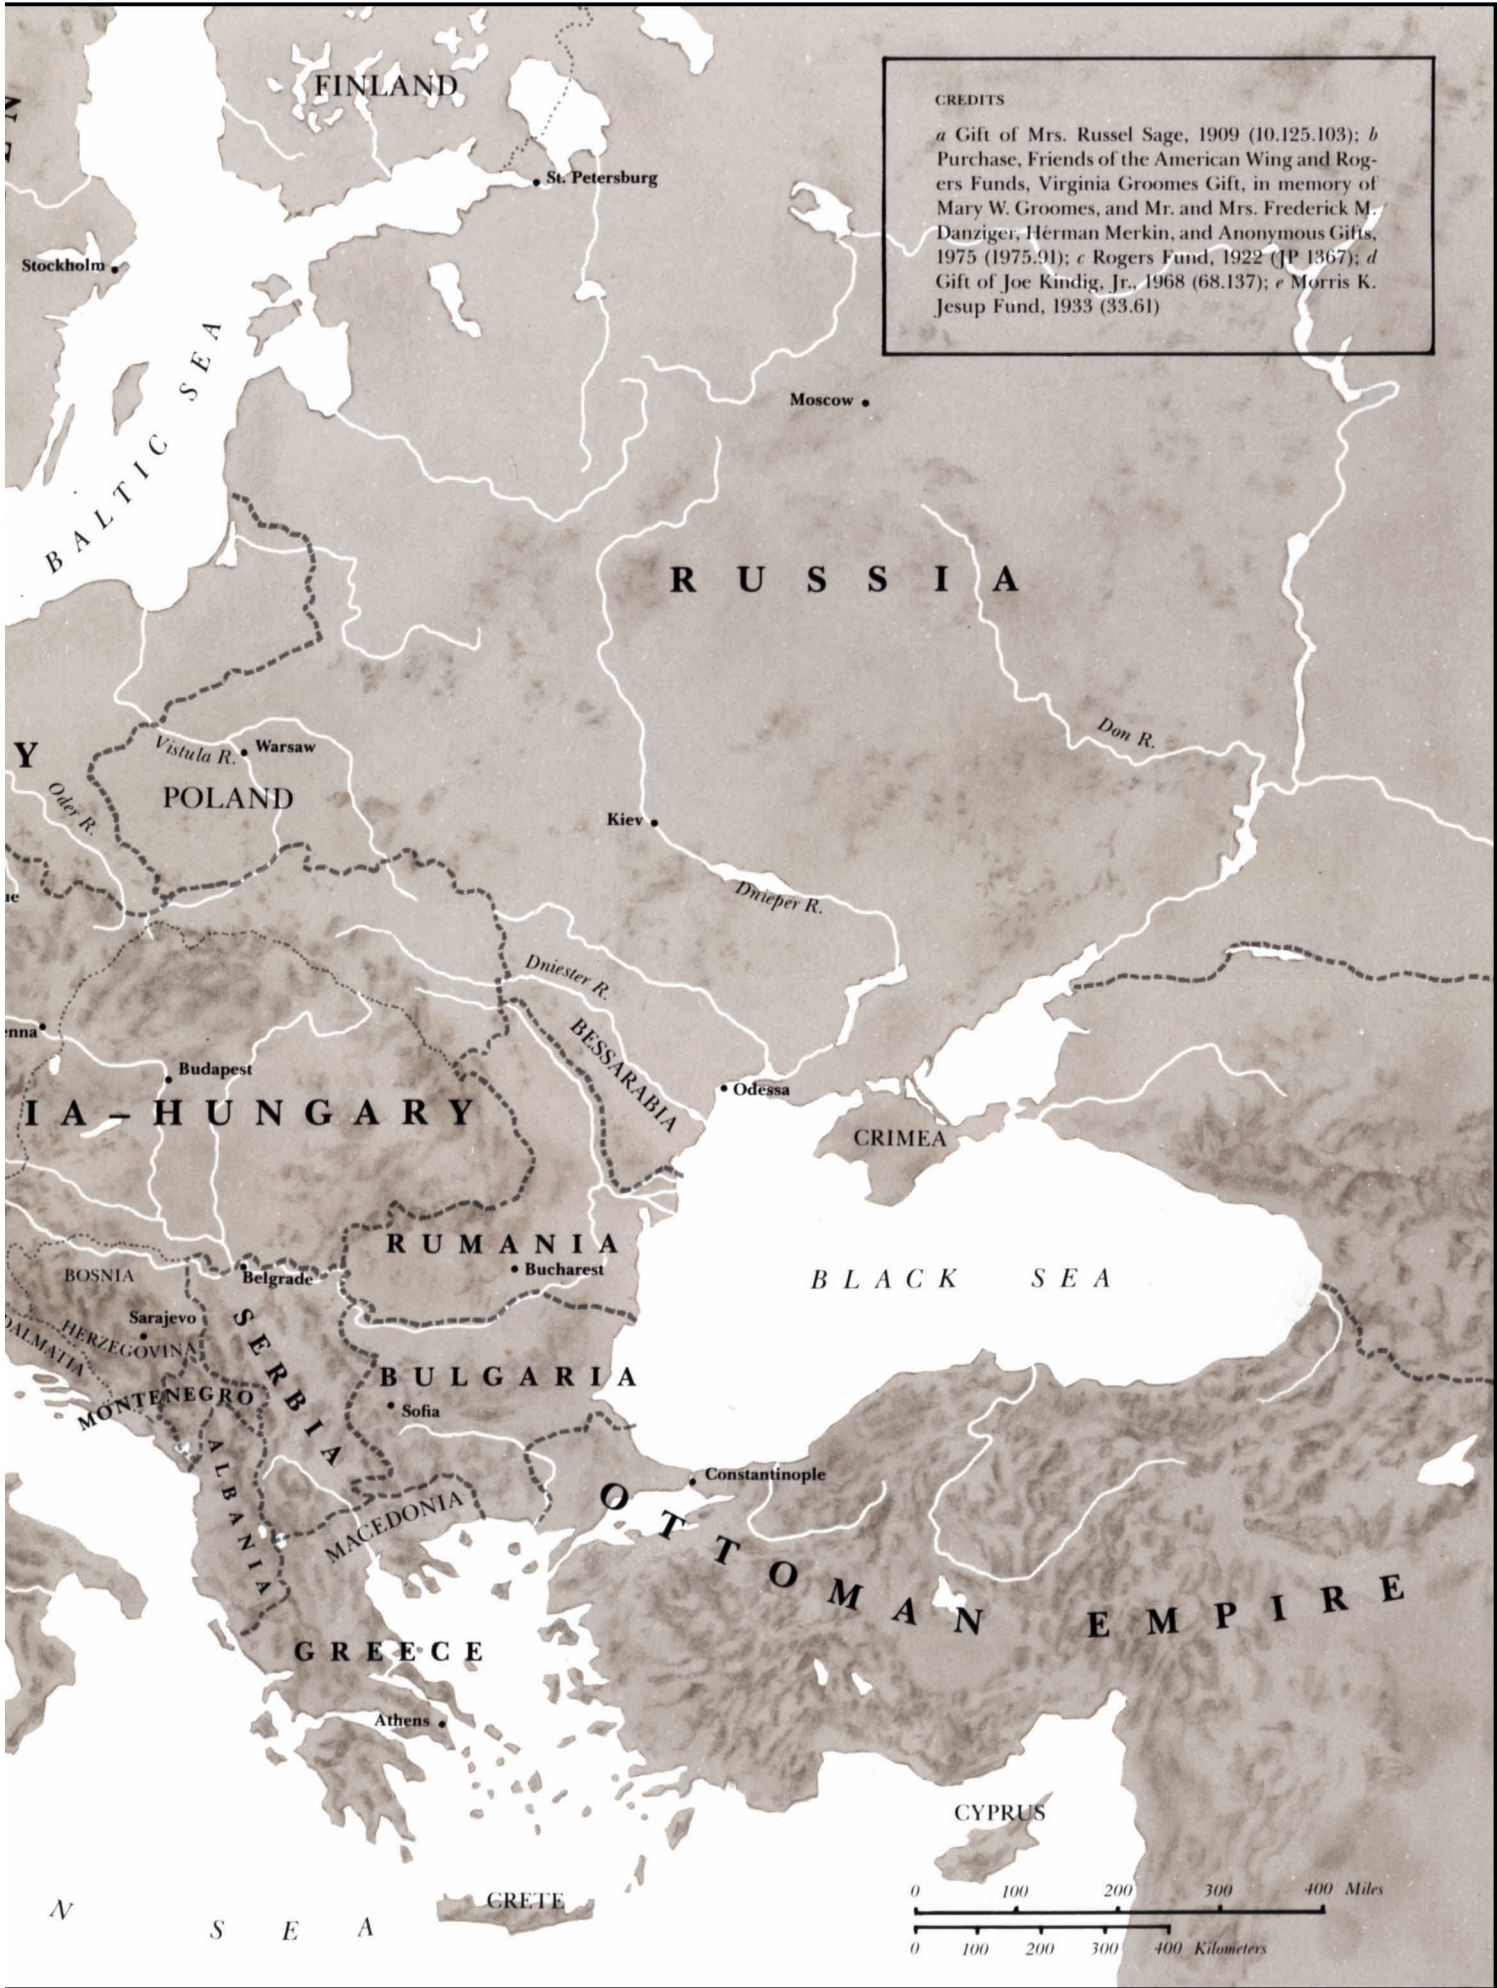 FINLAND
CREDITS
a Gift of Mrs. Russel Sage, 1909 (10.125.103); b
Purchase, Friends of the American Wing and Rog-
ers Funds, Virginia Groomes Gift, in memory of
Mary W. Groomes, and Mr. and Mrs. Frederick M.
Danziger, Herman Merkin, and Anonymous Gifts,
1975 (1975.91); c Rogers Fund, 1922 (JP 1367); d
Gift of Joe Kindig, Jr., 1968 (68.137); e Morris K.
Jesup Fund, 1933 (33.61)
EN
St. Petersburg
Stockholm
BALTIC SEA
Moscow
RUSSIA
Don R.
Y
Vistula R.
Warsaw
Oder R.
POLAND
Kiev
ne
Dnieper R.
Dniester R.
BESSARABIA
enna
Budapest
Odessa
IA-HUNGARY
CRIMEA
RUMANIA
Bucharest
BLACK SEA
BOSNIA
Belgrade
Sarajevo
HERZEGOVINA
DALMATIA
SERBIA
BULGARIA
Sofia
MONTENEGRO
ALBANIA
Constantinople
MACEDONIA
OTTOMAN EMPIRE
GREECE
Athens
CYPRUS
CRETE
N SEA
0 100 200 300 400 Miles
0 100 200 300 400 Kilometers